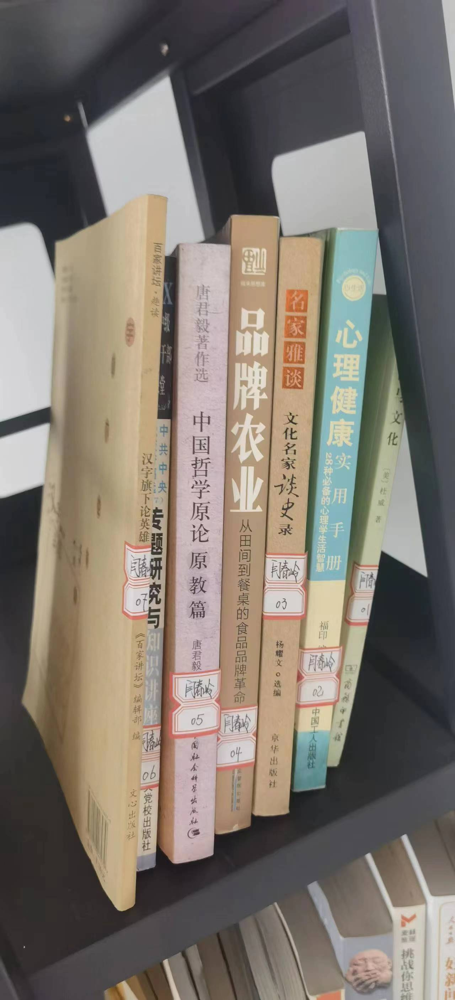 百家讲坛·趣读
汉字旗下论英雄
闫春岭
07
《百家讲坛》编辑部 编
文心出版社
干部
中共中央
专题研究与
知识讲座
闫春岭
06
党校出版社
唐君毅著作选
中国哲学原论 原教篇
唐君毅
闫春岭
05
国社会科学出版社
品牌农业
从田间到餐桌的食品品牌革命
闫春岭
04
名家雅谈
文化名家谈史录
闫春岭
03
杨耀文 选编
京华出版社
心理健康
实用手册
28种必备的心理学生活智慧
福印
闫春岭
02
中国工人出版社
文化
〔美〕杜威 著
闫春
01
商务印书馆
挑战你思维